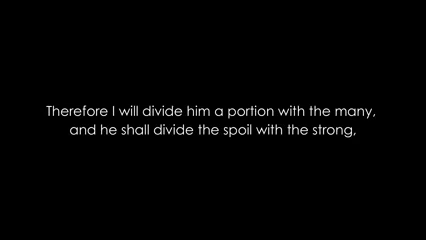 Therefore I will divide him a portion with the many,
and he shall divide the spoil with the strong,